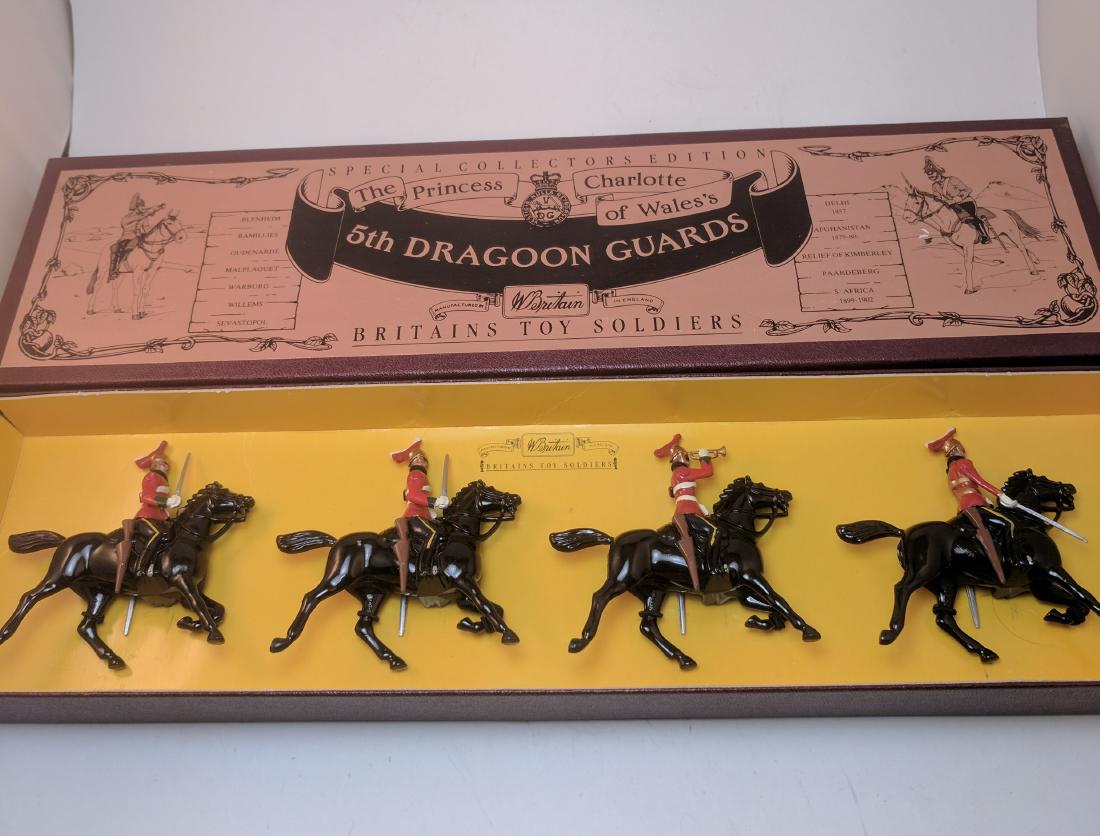 SPECIAL COLLECTORS EDITION
The Princess Charlotte
of Wales's
V
DG
5th DRAGOON GUARDS
BLENHEIM
RAMILLIES
OUDENARDE
MALPLAQUET
WARBURG
WILLEMS
SEVASTOPOL
DELHI
1857
AFGHANISTAN
1879-80
RELIEF OF KIMBERLEY
PAARDEBERG
S. AFRICA
1899-1902
MANUFACTURED BY W. Britain IN ENGLAND
BRITAINS TOY SOLDIERS
W. Britain
BRITAINS TOY SOLDIERS